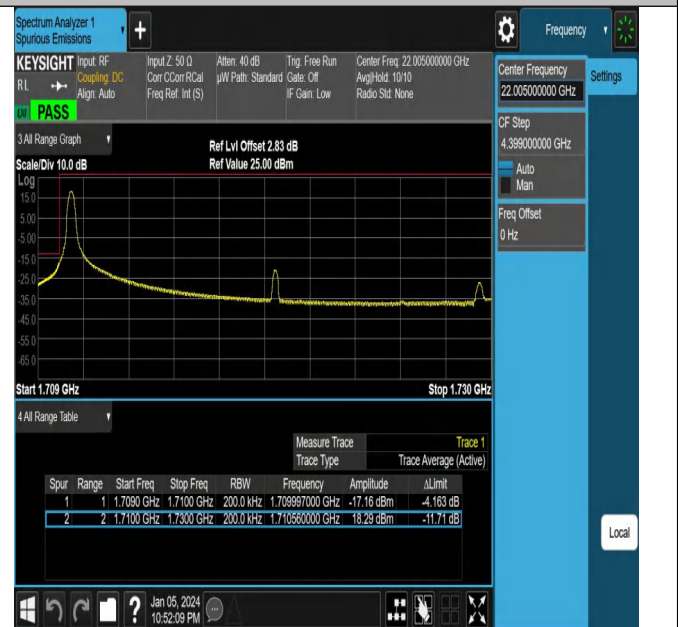 Spectrum Analyzer 1
Spurious Emissions
+
Frequency
KEYSIGHT
RL
PASS
Input: RF
Coupling: DC
Align: Auto
Input Z: 50 Ω
Corr CCorr RCal
Freq Ref: Int (S)
Atten: 40 dB
µW Path: Standard
Trig: Free Run
Gate: Off
IF Gain: Low
Center Freq: 22.005000000 GHz
Avg|Hold: 10/10
Radio Std: None
Center Frequency
22.005000000 GHz
Settings
CF Step
4.399000000 GHz
Auto
Man
Freq Offset
0 Hz
3 All Range Graph
Ref Lvl Offset 2.83 dB
Scale/Div 10.0 dB
Ref Value 25.00 dBm
Log
15.0
5.00
-5.00
-15.0
-25.0
-35.0
-45.0
-55.0
-65.0
Start 1.709 GHz
Stop 1.730 GHz
4 All Range Table
Measure Trace Trace 1
Trace Type Trace Average (Active)
Spur Range Start Freq Stop Freq RBW Frequency Amplitude ΔLimit
1 1 1.7090 GHz 1.7100 GHz 200.0 kHz 1.709997000 GHz -17.16 dBm -4.163 dB
2 2 1.7100 GHz 1.7300 GHz 200.0 kHz 1.710560000 GHz 18.29 dBm -11.71 dB
Local
?
Jan 05, 2024
10:52:09 PM